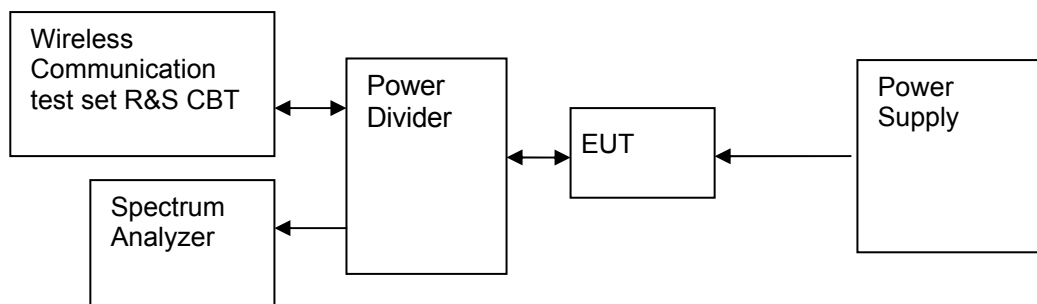 Wireless
Communication
test set R&S CBT
Power
Divider
EUT
Power
Supply
Spectrum
Analyzer